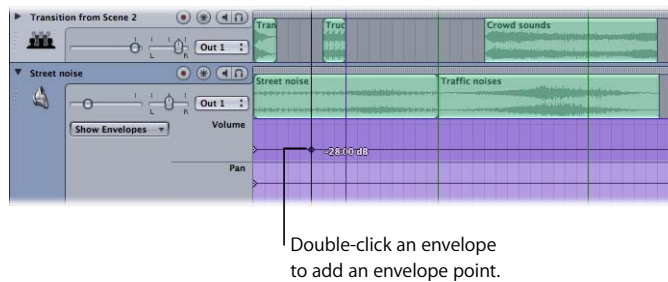 Transition from Scene 2
Tran
Truc
Crowd sounds
L R
Out 1
Street noise
Street noise
Traffic noises
L R
Out 1
Show Envelopes
Volume
-28.00 dB
Pan
Double-click an envelope
to add an envelope point.